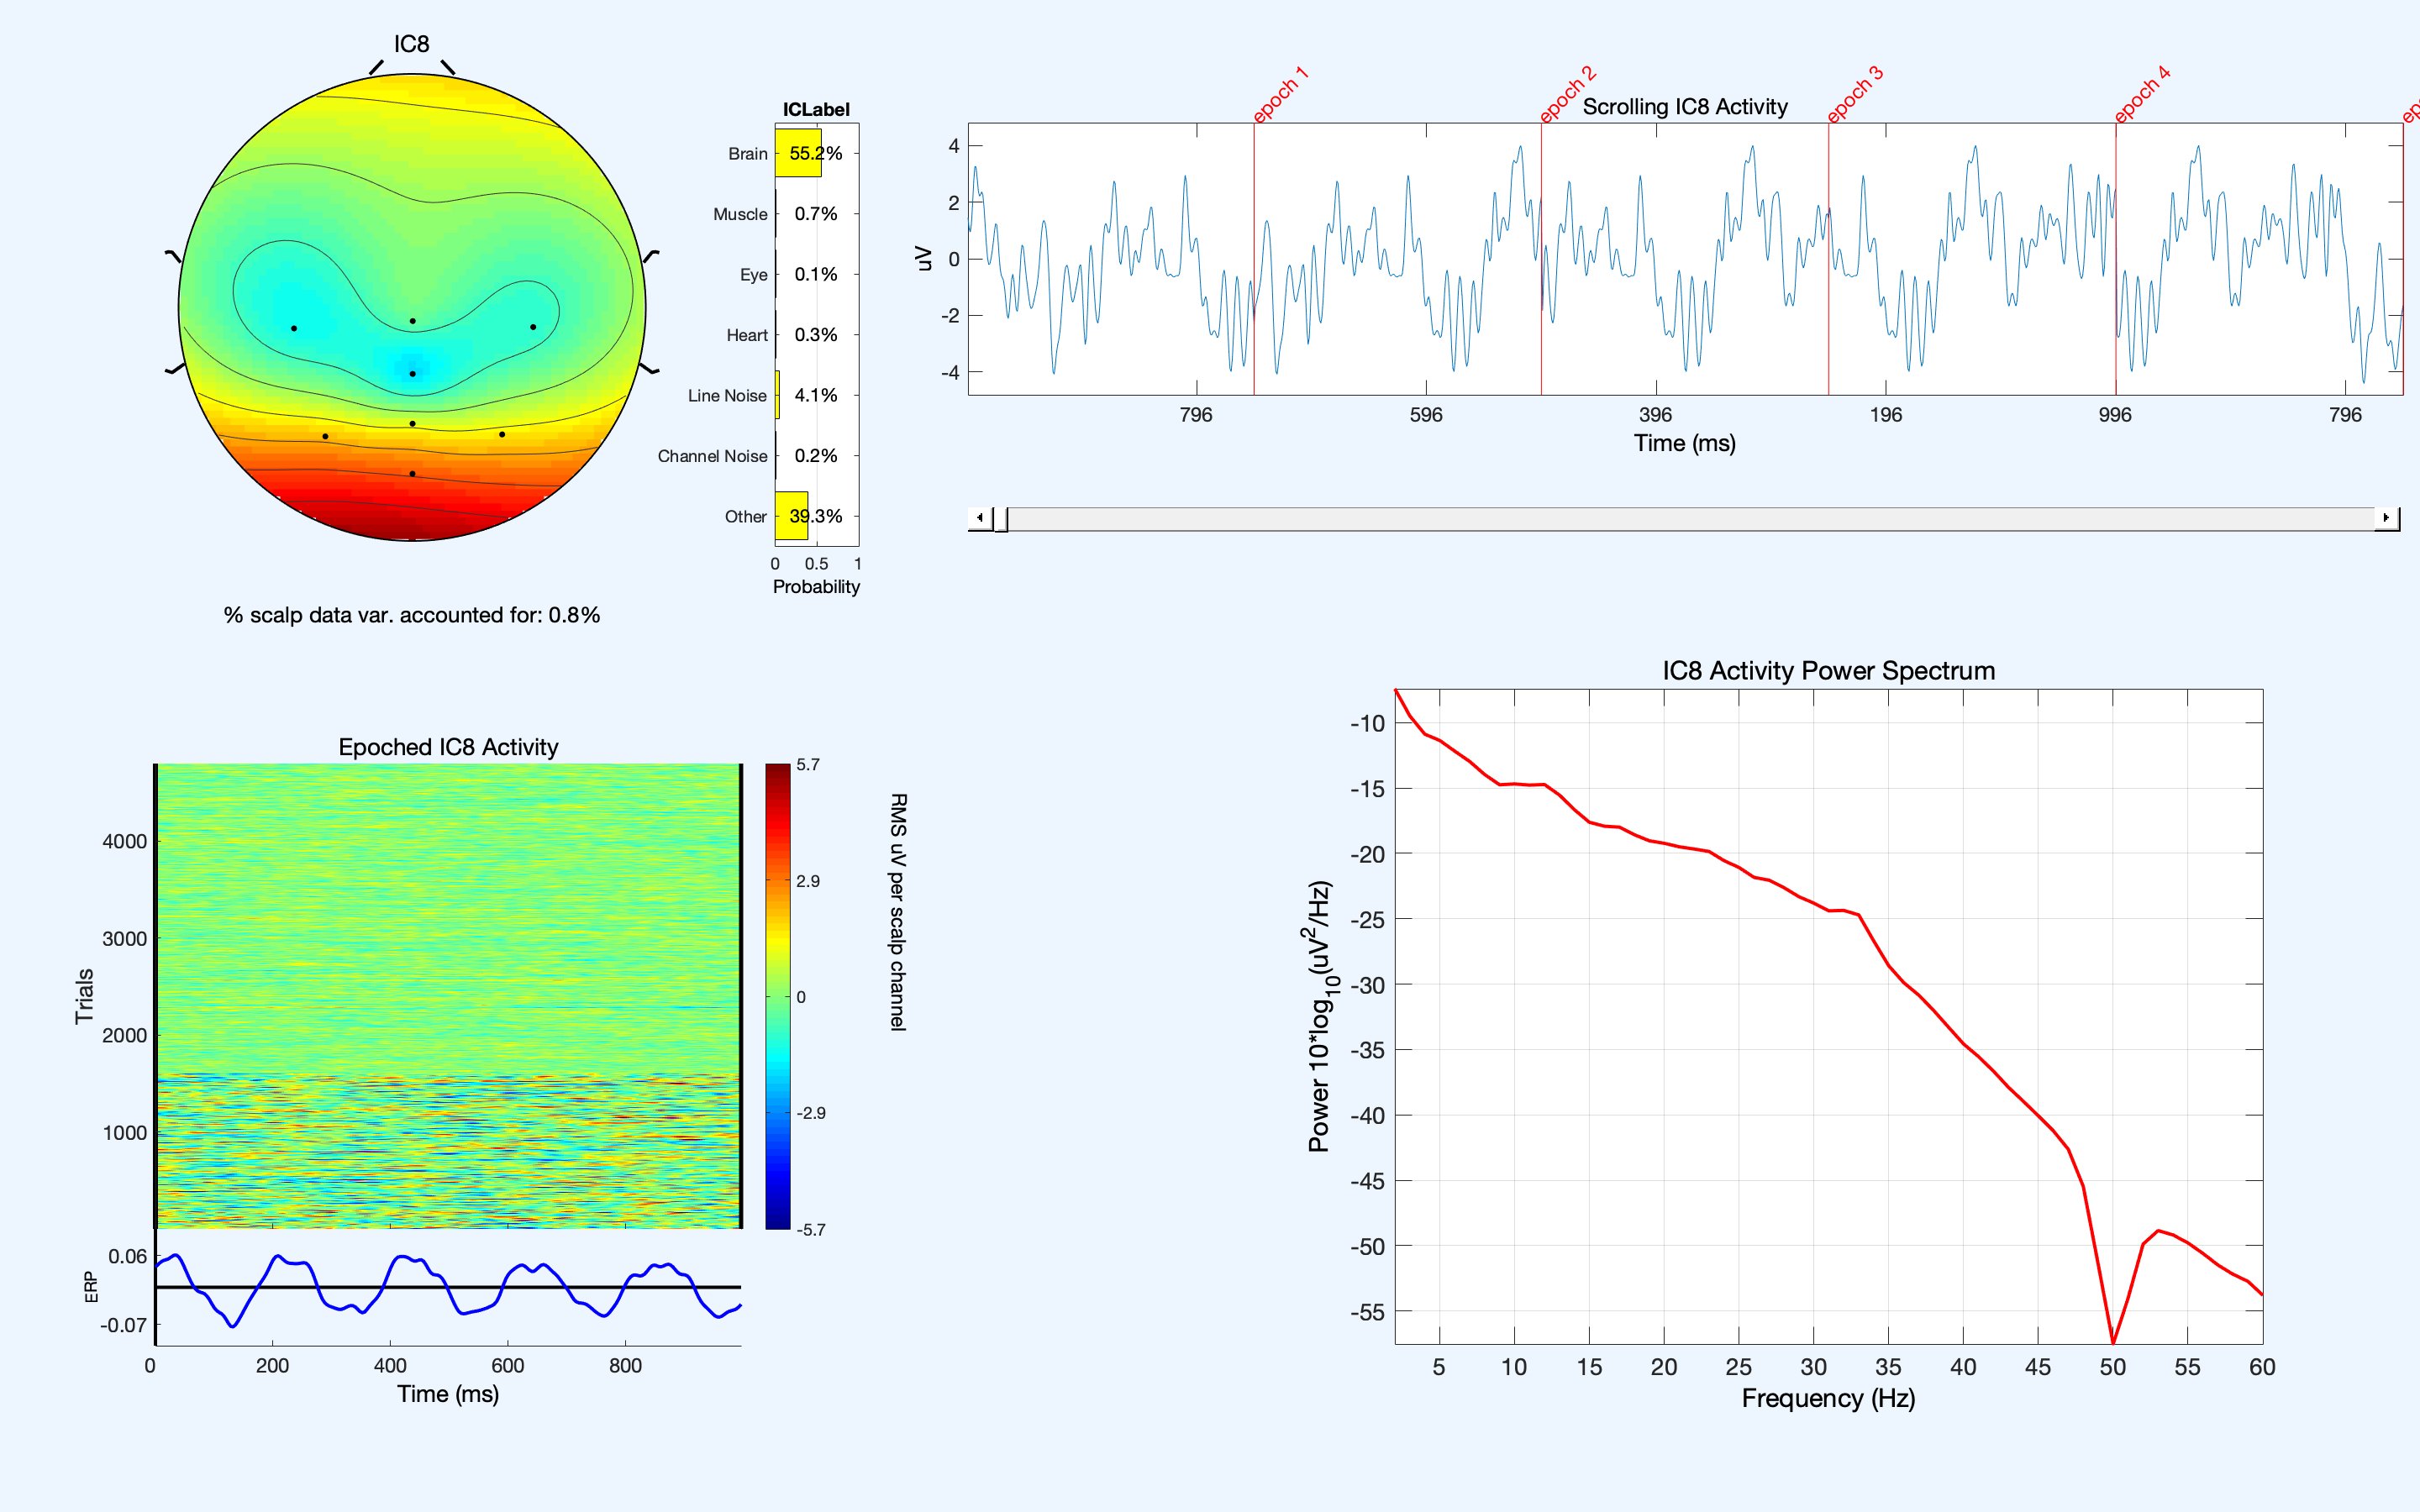 IC8
ICLabel
Brain 55.2%
Muscle 0.7%
Eye 0.1%
Heart 0.3%
Line Noise 4.1%
Channel Noise 0.2%
Other 39.3%
0 0.5 1
Probability
% scalp data var. accounted for: 0.8%
epoch 1
epoch 2
epoch 3
epoch 4
Scrolling IC8 Activity
4
2
0
-2
-4
uV
796 596 396 196 996 796
Time (ms)
Epoched IC8 Activity
4000
3000
2000
1000
Trials
5.7
2.9
0
-2.9
-5.7
RMS uV per scalp channel
0.06
-0.07
ERP
0 200 400 600 800
Time (ms)
IC8 Activity Power Spectrum
-10
-15
-20
-25
-30
-35
-40
-45
-50
-55
Power 10*log10(uV2/Hz)
5 10 15 20 25 30 35 40 45 50 55 60
Frequency (Hz)